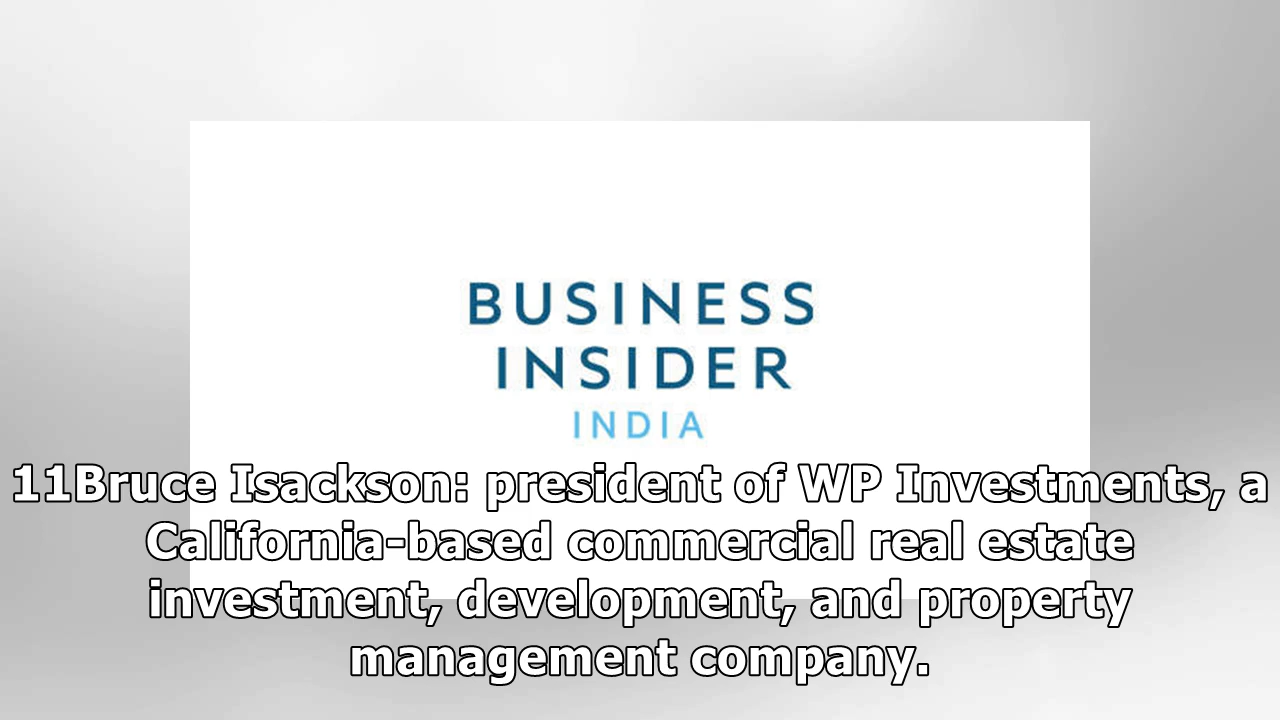 BUSINESS
INSIDER
INDIA
11Bruce Isackson: president of WP Investments, a
California-based commercial real estate
investment, development, and property
management company.